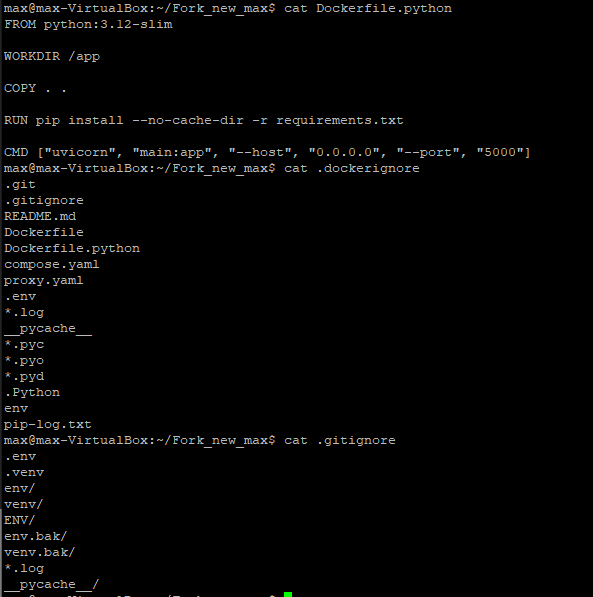 max@max-VirtualBox:~/Fork_new_max$ cat Dockerfile.python
FROM python:3.12-slim
WORKDIR /app
COPY . .
RUN pip install --no-cache-dir -r requirements.txt
CMD ["uvicorn", "main:app", "--host", "0.0.0.0", "--port", "5000"]
max@max-VirtualBox:~/Fork_new_max$ cat .dockerignore
.git
.gitignore
README.md
Dockerfile
Dockerfile.python
compose.yaml
proxy.yaml
.env
*.log
__pycache__
*.pyc
*.pyo
*.pyd
.Python
env
pip-log.txt
max@max-VirtualBox:~/Fork_new_max$ cat .gitignore
.env
.venv
env/
venv/
ENV/
env.bak/
venv.bak/
*.log
__pycache__/